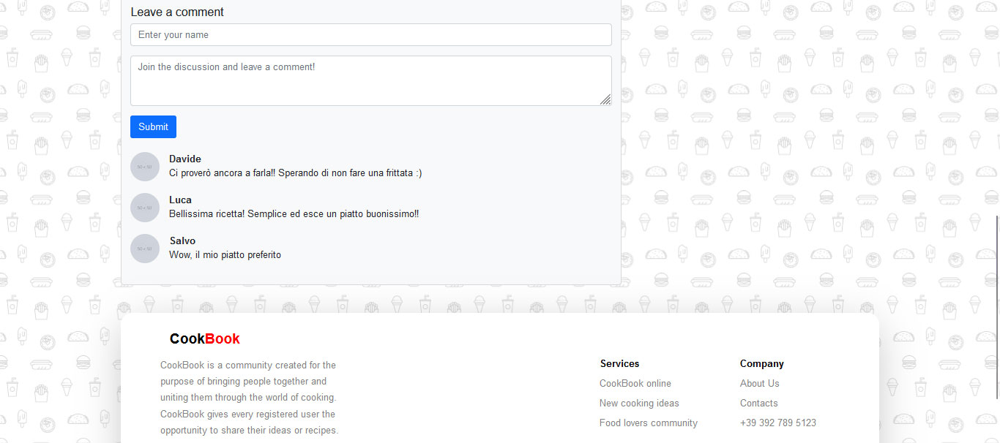 Leave a comment
Enter your name
Join the discussion and leave a comment!
Submit
Davide
Ci proverò ancora a farla!! Sperando di non fare una frittata :)
Luca
Bellissima ricetta! Semplice ed esce un piatto buonissimo!!
Salvo
Wow, il mio piatto preferito
CookBook
CookBook is a community created for the
purpose of bringing people together and
uniting them through the world of cooking.
CookBook gives every registered user the
opportunity to share their ideas or recipes.
Services
CookBook online
New cooking ideas
Food lovers community
Company
About Us
Contacts
+39 392 789 5123